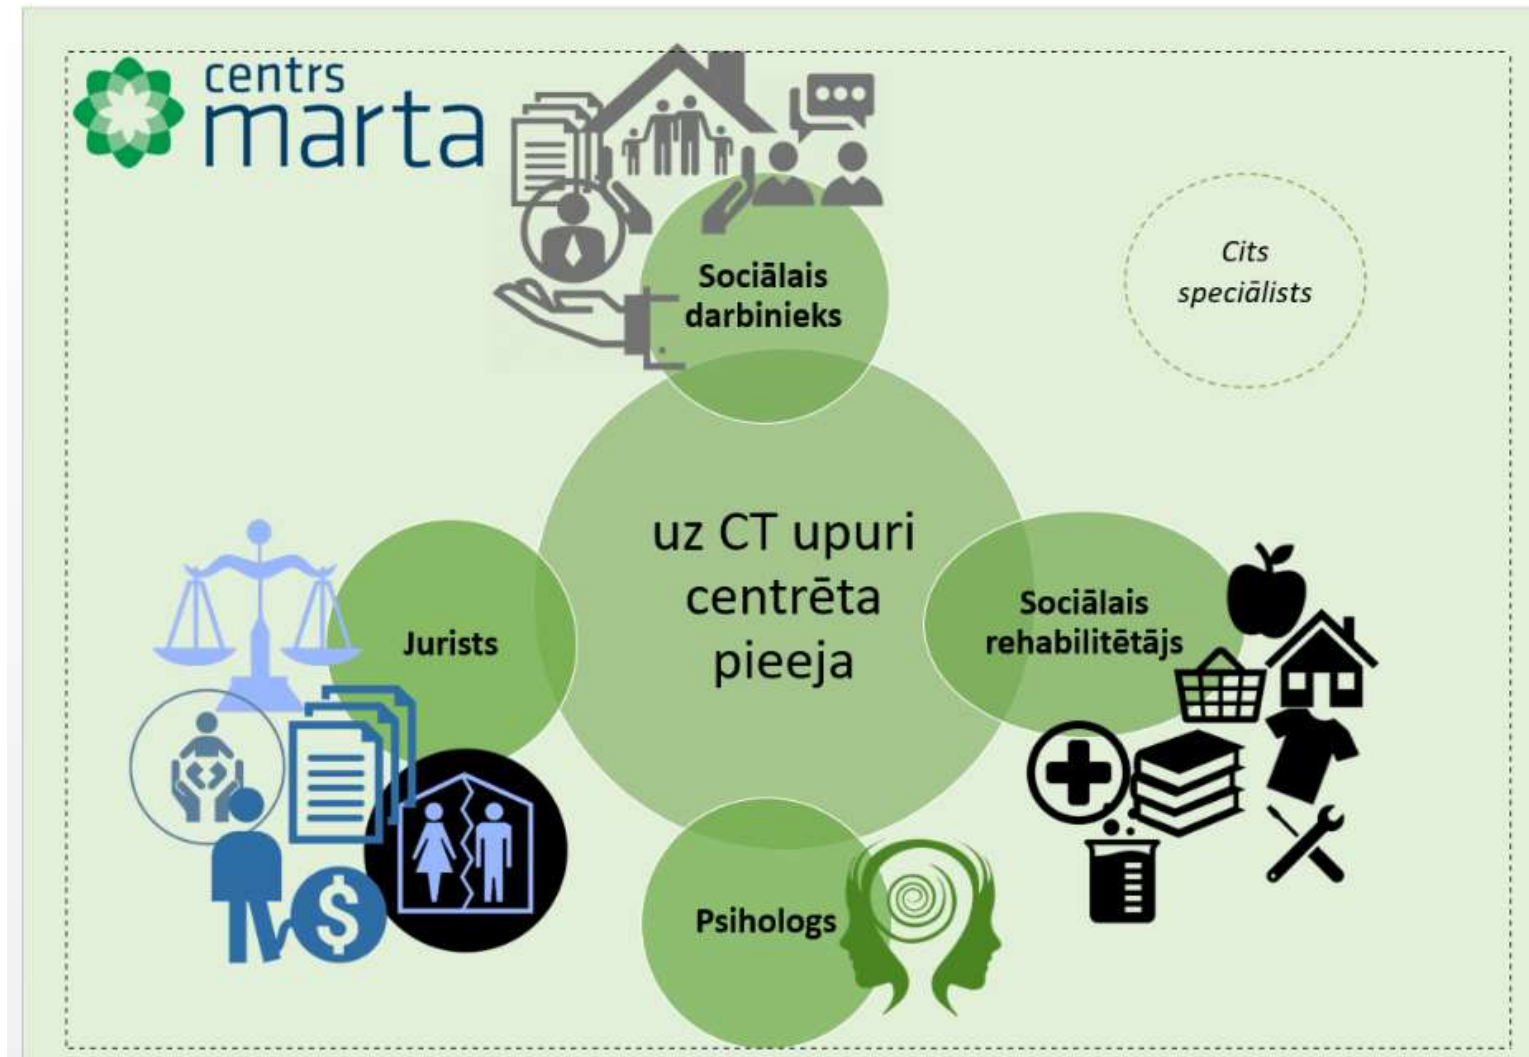 centrs
marta
Sociālais
darbinieks
Cits
speciālists
uz CT upuri
centrēta
pieeja
Jurists
Sociālais
rehabilitētājs
Psihologs
$